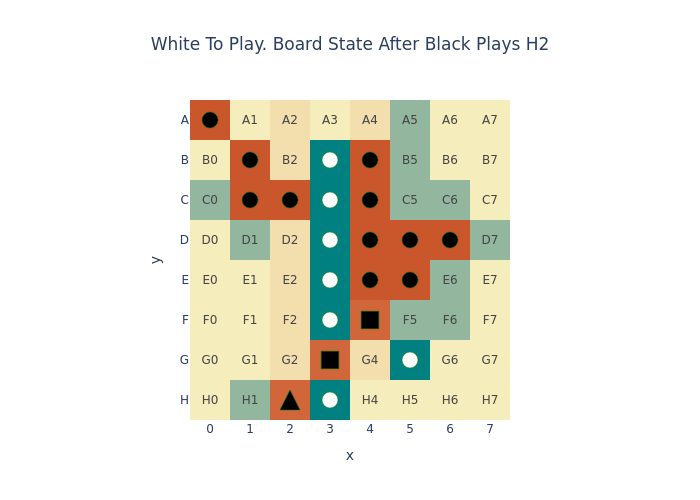 White To Play. Board State After Black Plays H2
A A1 A2 A3 A4 A5 A6 A7
B B0 B2 B5 B6 B7
C C0 C5 C6 C7
D D0 D1 D2 D7
E E0 E1 E2 E6 E7
F F0 F1 F2 F5 F6 F7
G G0 G1 G2 G4 G6 G7
H H0 H1 H4 H5 H6 H7
0 1 2 3 4 5 6 7
x
y